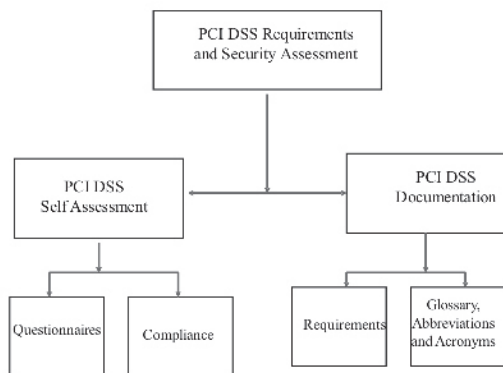 PCI DSS Requirements
and Security Assessment
PCI DSS
Self Assessment
PCI DSS
Documentation
Questionnaires
Compliance
Requirements
Glossary,
Abbreviations
and Acronyms